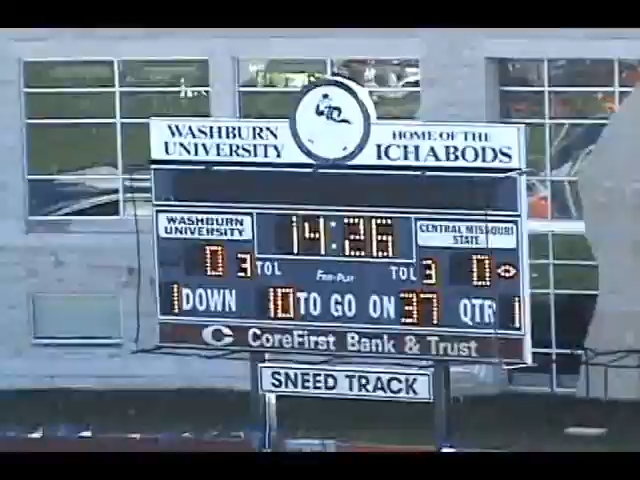 WASHBURN UNIVERSITY
HOME OF THE ICHABODS
WASHBURN UNIVERSITY
14:26
CENTRAL MISSOURI STATE
0 3 TOL
FAIR-PLAY
TOL 3 0
1 DOWN 10 TO GO ON 37 QTR 1
C CoreFirst Bank & Trust
SNEED TRACK